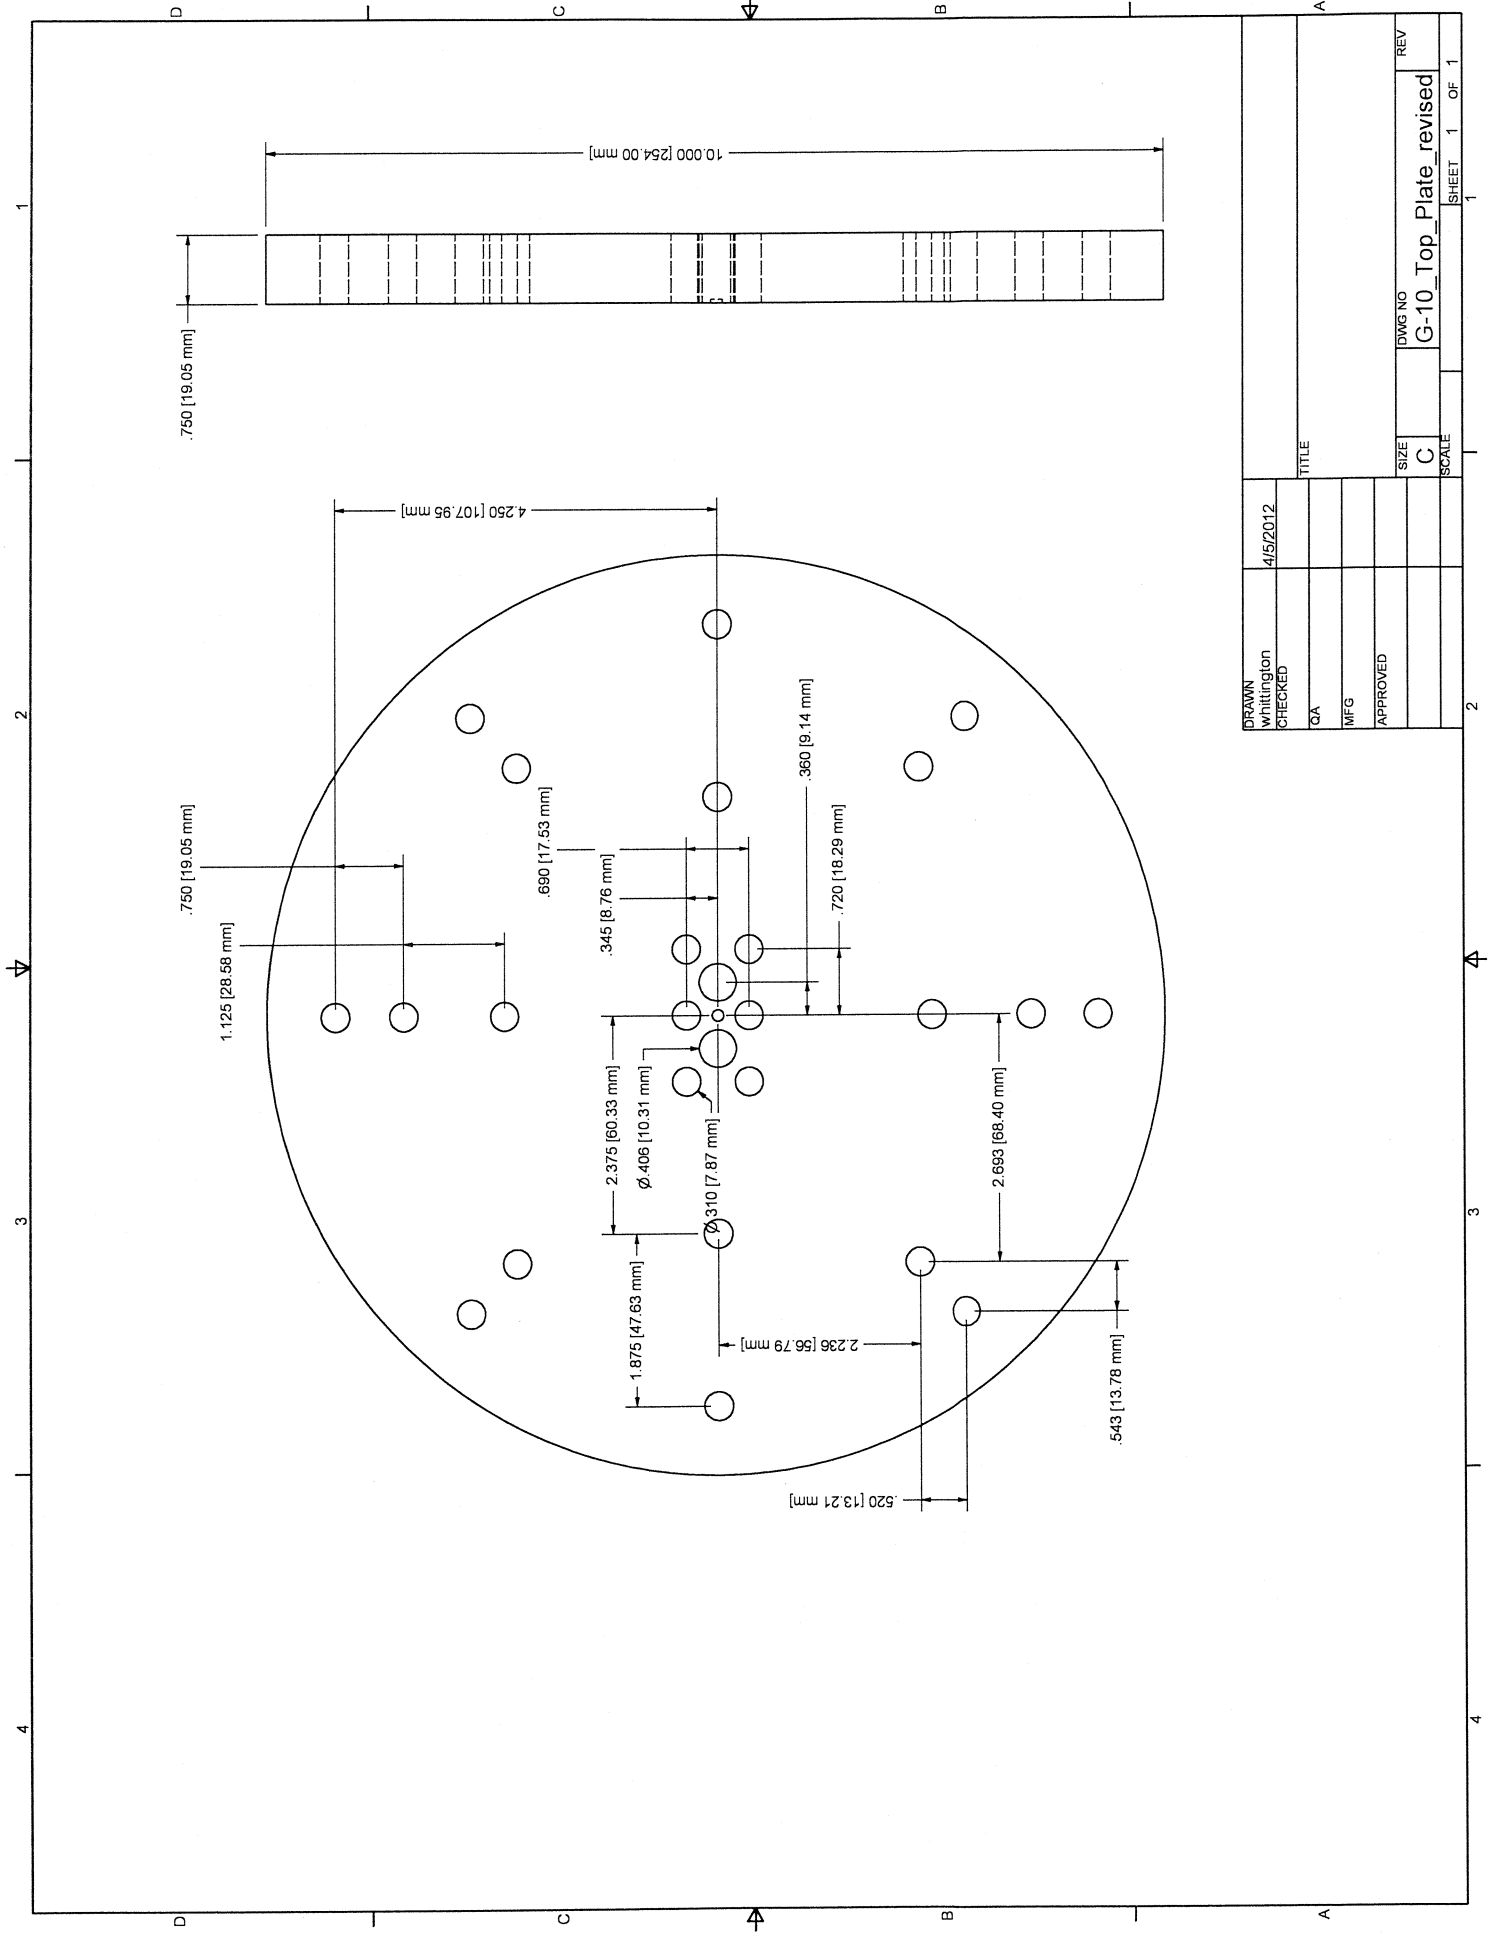 D
C
B
A
1
2
3
4
.750 [19.05 mm]
10.000 [254.00 mm]
4.250 [107.95 mm]
.750 [19.05 mm]
1.125 [28.58 mm]
.690 [17.53 mm]
.345 [8.76 mm]
.360 [9.14 mm]
.720 [18.29 mm]
2.375 [60.33 mm]
Ø.406 [10.31 mm]
Ø.310 [7.87 mm]
1.875 [47.63 mm]
2.693 [68.40 mm]
2.236 [56.79 mm]
.543 [13.78 mm]
.520 [13.21 mm]
DRAWN
whittington
4/5/2012
CHECKED
QA
MFG
APPROVED
TITLE
SIZE
C
DWG NO
G-10_Top_Plate_revised
REV
SCALE
SHEET 1 OF 1
1
2
3
4
D
C
B
A